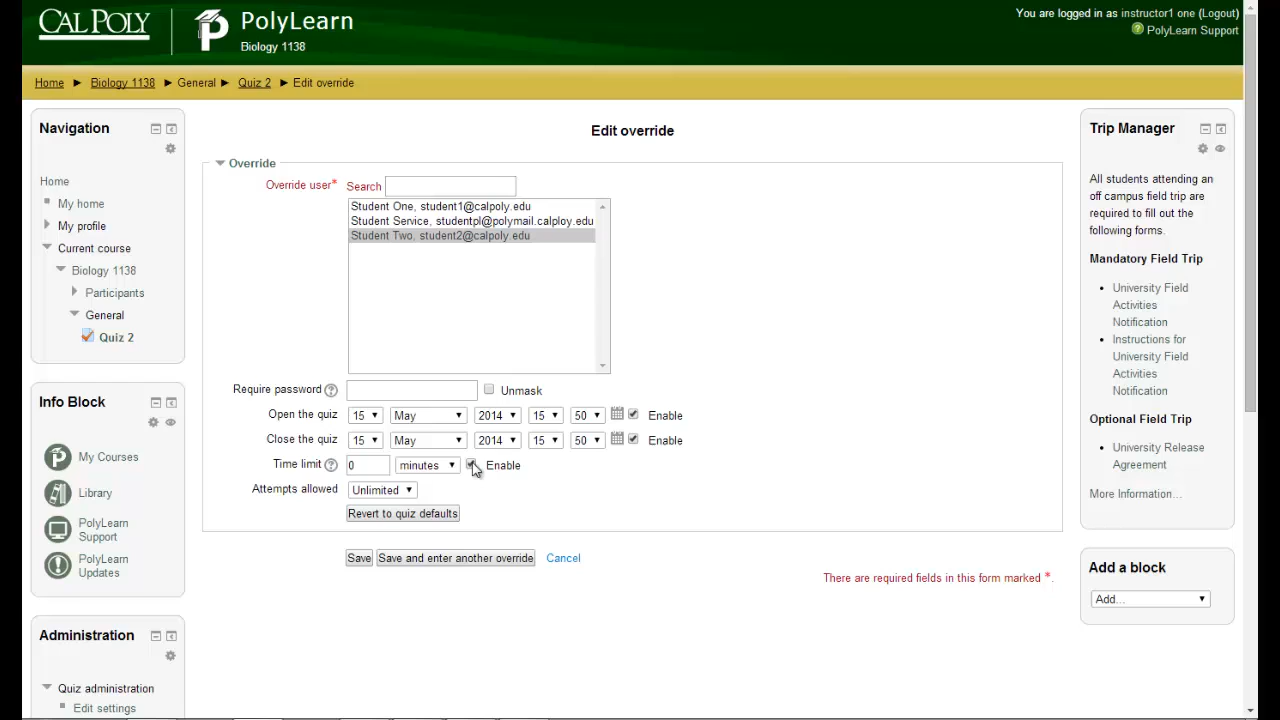 CAL POLY
PolyLearn
Biology 1138
You are logged in as instructor1 one (Logout)
PolyLearn Support
Home ► Biology 1138 ► General ► Quiz 2 ► Edit override
Navigation
Home
My home
My profile
Current course
Biology 1138
Participants
General
Quiz 2
Info Block
My Courses
Library
PolyLearn
Support
PolyLearn
Updates
Administration
Quiz administration
Edit settings
Edit override
Override
Override user* Search
Student One, student1@calpoly.edu
Student Service, studentpl@polymail.calploy.edu
Student Two, student2@calpoly.edu
Require password Unmask
Open the quiz 15 May 2014 15 50 Enable
Close the quiz 15 May 2014 15 50 Enable
Time limit 0 minutes Enable
Attempts allowed Unlimited
Revert to quiz defaults
Save Save and enter another override Cancel
There are required fields in this form marked *.
Trip Manager
All students attending an
off campus field trip are
required to fill out the
following forms.
Mandatory Field Trip
University Field
Activities
Notification
Instructions for
University Field
Activities
Notification
Optional Field Trip
University Release
Agreement
More Information...
Add a block
Add...